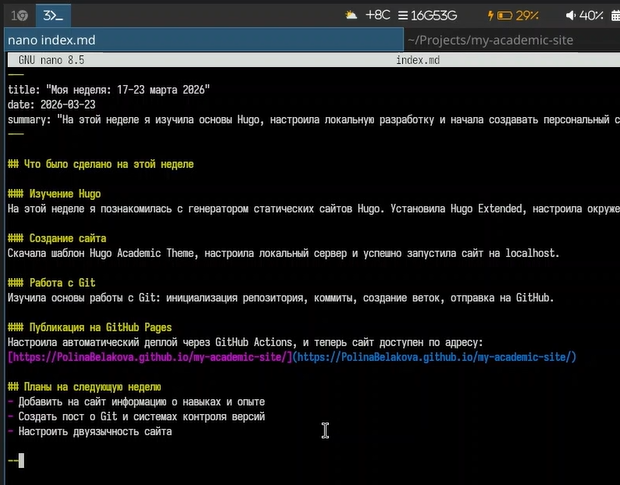 1
3>_
+8C 16G53G 29% 40%
nano index.md ~/Projects/my-academic-site
GNU nano 8.5 index.md
---
title: "Моя неделя: 17-23 марта 2026"
date: 2026-03-23
summary: "На этой неделе я изучила основы Hugo, настроила локальную разработку и начала создавать персональный с
---
## Что было сделано на этой неделе
### Изучение Hugo
На этой неделе я познакомилась с генератором статических сайтов Hugo. Установила Hugo Extended, настроила окруже
### Создание сайта
Скачала шаблон Hugo Academic Theme, настроила локальный сервер и успешно запустила сайт на localhost.
### Работа с Git
Изучила основы работы с Git: инициализация репозитория, коммиты, создание веток, отправка на GitHub.
### Публикация на GitHub Pages
Настроила автоматический деплой через GitHub Actions, и теперь сайт доступен по адресу:
[https://PolinaBelakova.github.io/my-academic-site/](https://PolinaBelakova.github.io/my-academic-site/)
## Планы на следующую неделю
- Добавить на сайт информацию о навыках и опыте
- Создать пост о Git и системах контроля версий
- Настроить двуязычность сайта
--